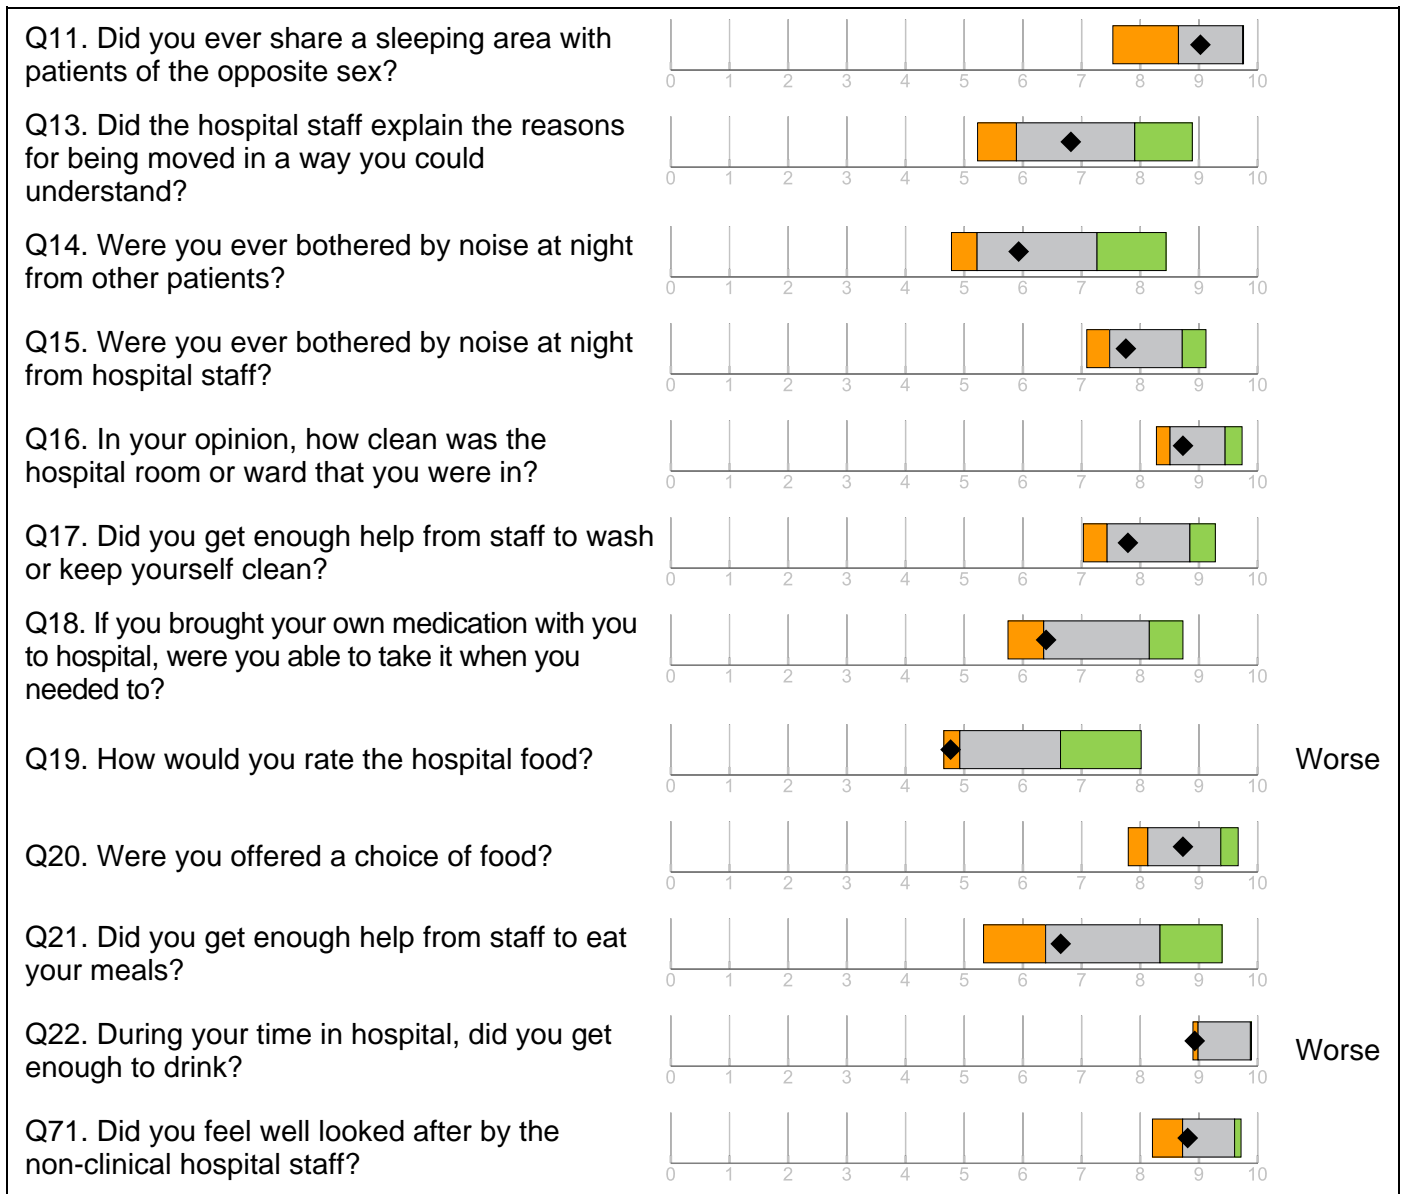 Q11. Did you ever share a sleeping area with
patients of the opposite sex?
0 1 2 3 4 5 6 7 8 9 10
Q13. Did the hospital staff explain the reasons
for being moved in a way you could
understand?
0 1 2 3 4 5 6 7 8 9 10
Q14. Were you ever bothered by noise at night
from other patients?
0 1 2 3 4 5 6 7 8 9 10
Q15. Were you ever bothered by noise at night
from hospital staff?
0 1 2 3 4 5 6 7 8 9 10
Q16. In your opinion, how clean was the
hospital room or ward that you were in?
0 1 2 3 4 5 6 7 8 9 10
Q17. Did you get enough help from staff to wash
or keep yourself clean?
0 1 2 3 4 5 6 7 8 9 10
Q18. If you brought your own medication with you
to hospital, were you able to take it when you
needed to?
0 1 2 3 4 5 6 7 8 9 10
Q19. How would you rate the hospital food?
Worse
0 1 2 3 4 5 6 7 8 9 10
Q20. Were you offered a choice of food?
0 1 2 3 4 5 6 7 8 9 10
Q21. Did you get enough help from staff to eat
your meals?
0 1 2 3 4 5 6 7 8 9 10
Q22. During your time in hospital, did you get
enough to drink?
Worse
0 1 2 3 4 5 6 7 8 9 10
Q71. Did you feel well looked after by the
non-clinical hospital staff?
0 1 2 3 4 5 6 7 8 9 10